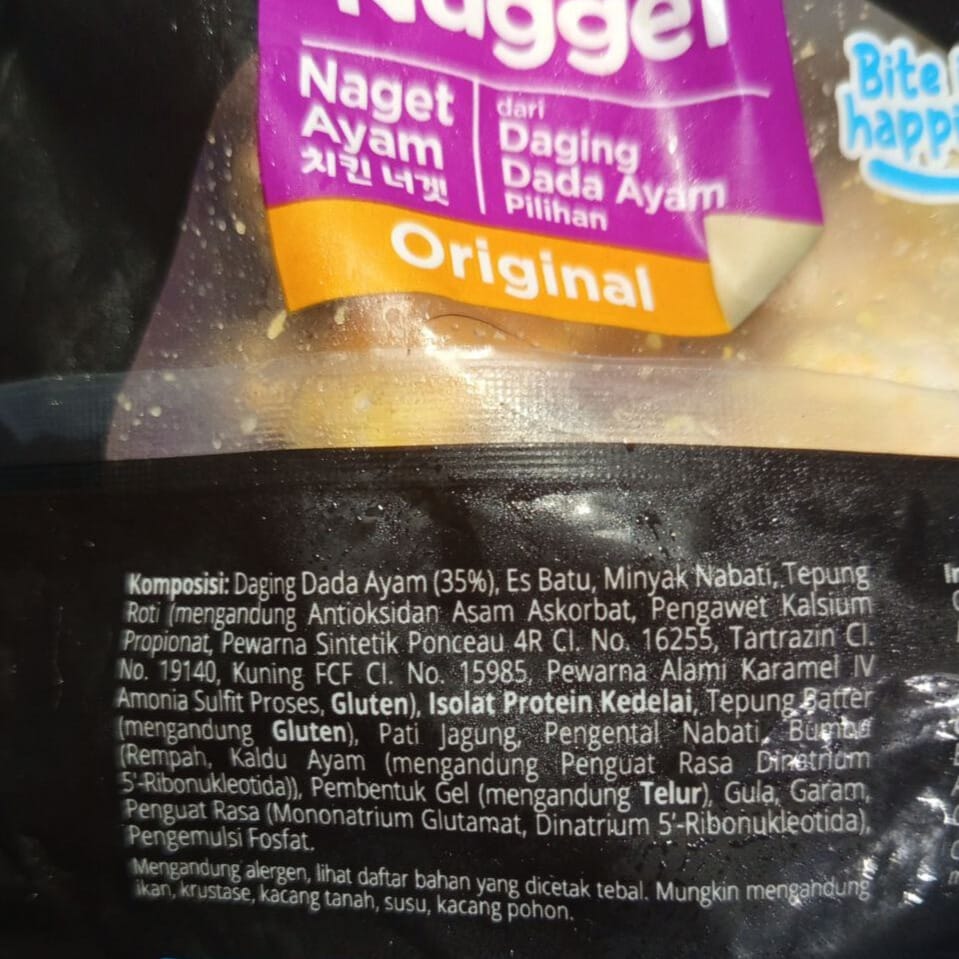 Nugget
Naget
Ayam
치킨 너겟
dari
Daging
Dada Ayam
Pilihan
Original
Bite
happ
Komposisi: Daging Dada Ayam (35%), Es Batu, Minyak Nabati, Tepung
Roti (mengandung Antioksidan Asam Askorbat, Pengawet Kalsium
Propionat, Pewarna Sintetik Ponceau 4R CI. No. 16255, Tartrazin CI.
No. 19140, Kuning FCF CI. No. 15985, Pewarna Alami Karamel IV
Amonia Sulfit Proses, Gluten), Isolat Protein Kedelai, Tepung Batter
(mengandung Gluten), Pati Jagung, Pengental Nabati, Bumbu
(Rempah, Kaldu Ayam (mengandung Penguat Rasa Dinatrium
5'-Ribonukleotida)), Pembentuk Gel (mengandung Telur), Gula, Garam,
Penguat Rasa (Mononatrium Glutamat, Dinatrium 5'-Ribonukleotida),
Pengemulsi Fosfat.
Mengandung alergen, lihat daftar bahan yang dicetak tebal. Mungkin mengandung
ikan, krustase, kacang tanah, susu, kacang pohon.